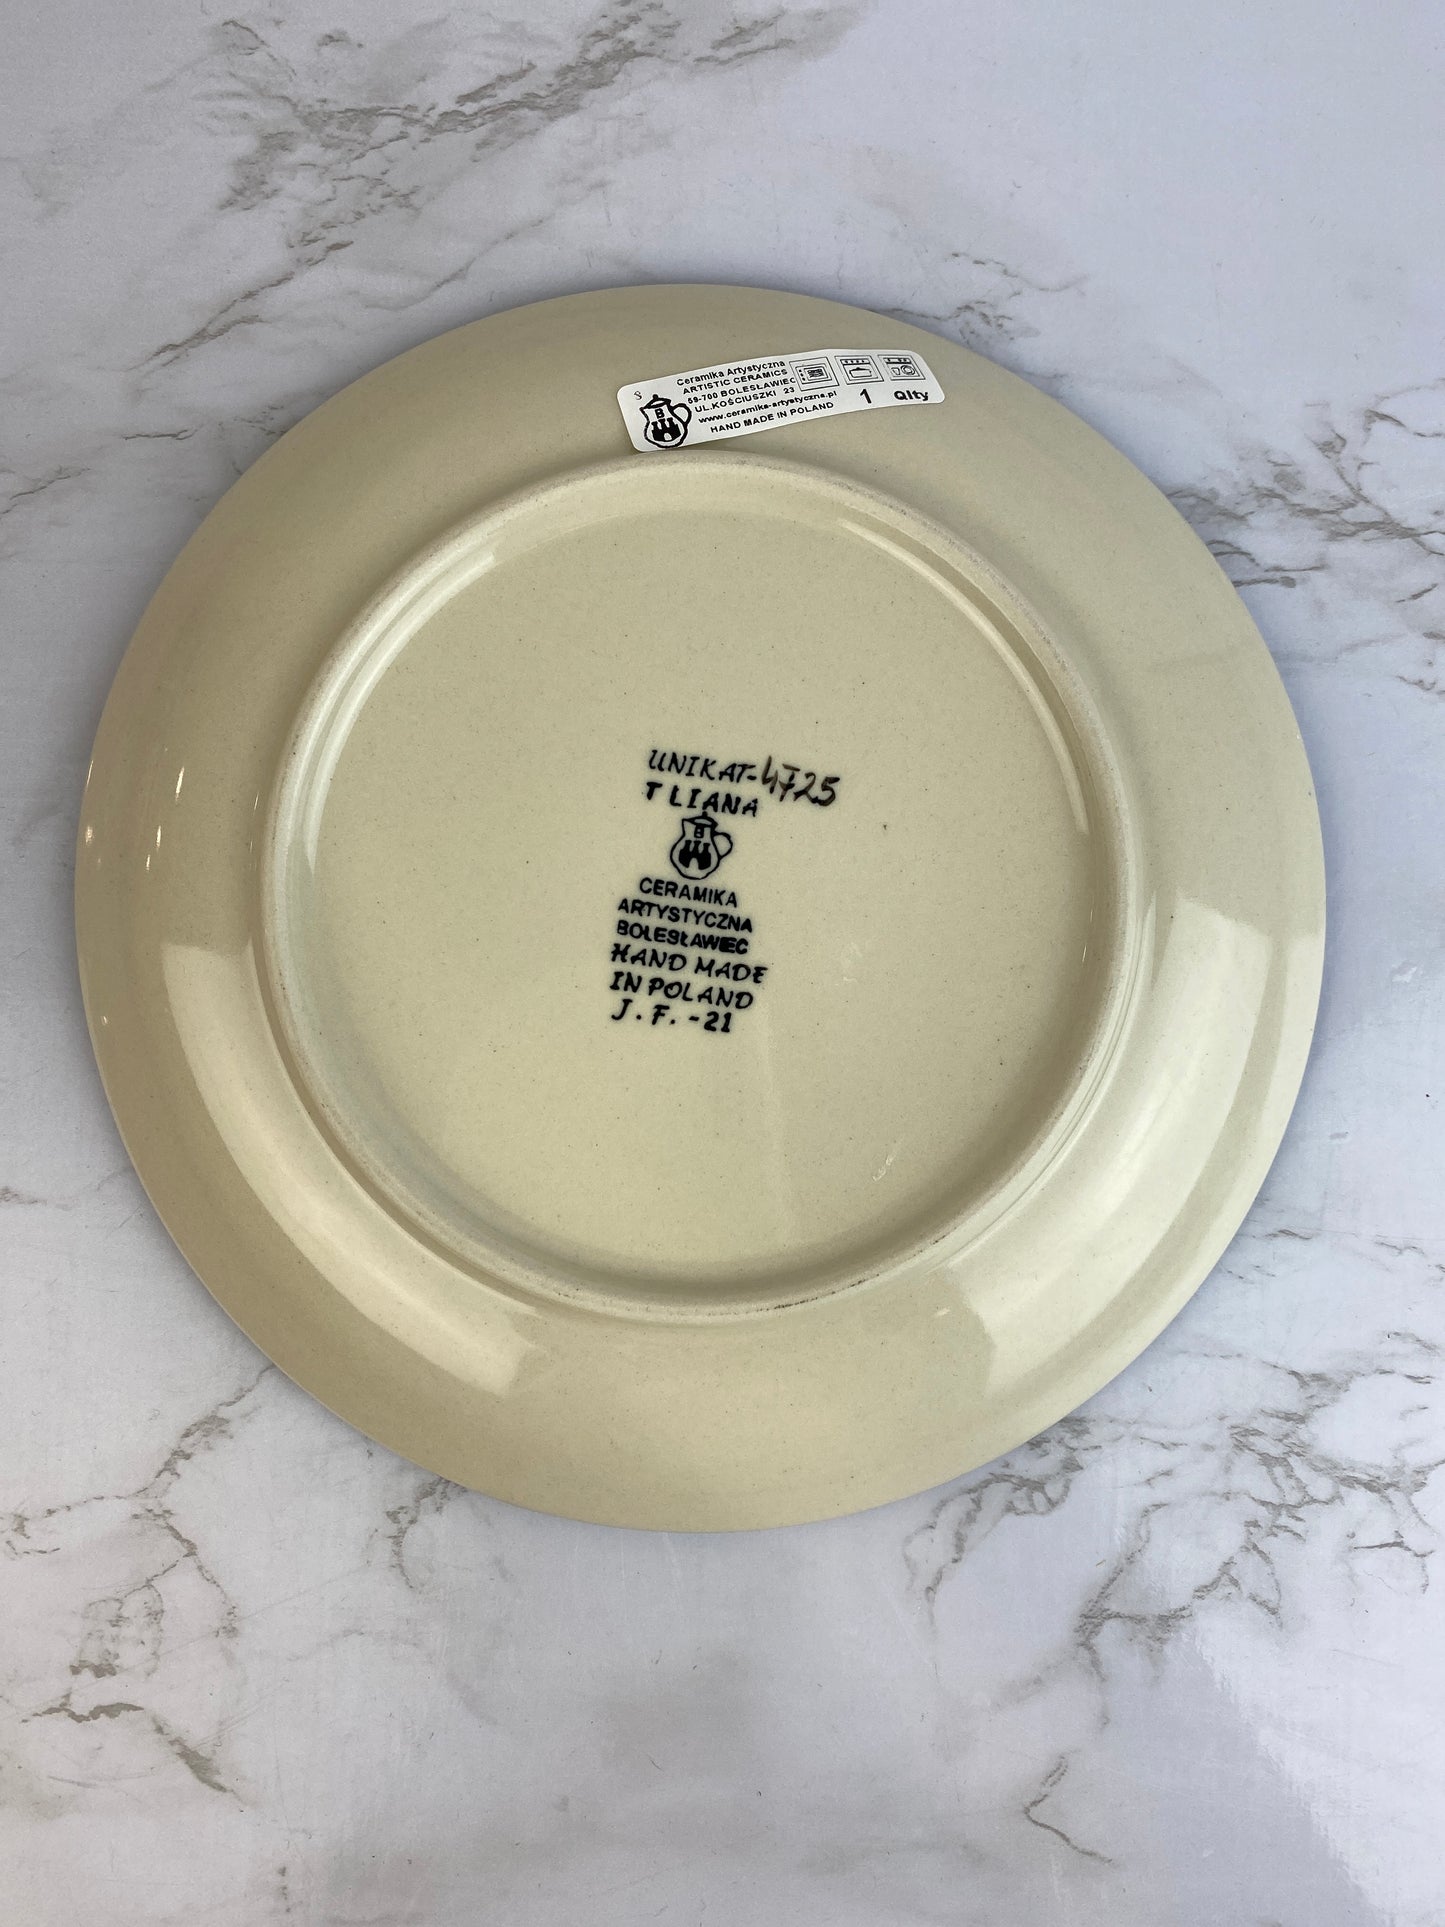 8
Ceramika Artystyczna
ARTISTIC CERAMICS
59-700 BOLESŁAWIEC
UL.KOŚCIUSZKI 23
www.ceramika-artystyczna.pl
HAND MADE IN POLAND
B
1 Qlty
UNIKAT-4725
T LIANA
B
CERAMIKA
ARTYSTYCZNA
BOLESŁAWIEC
HAND MADE
IN POLAND
J.F.-21